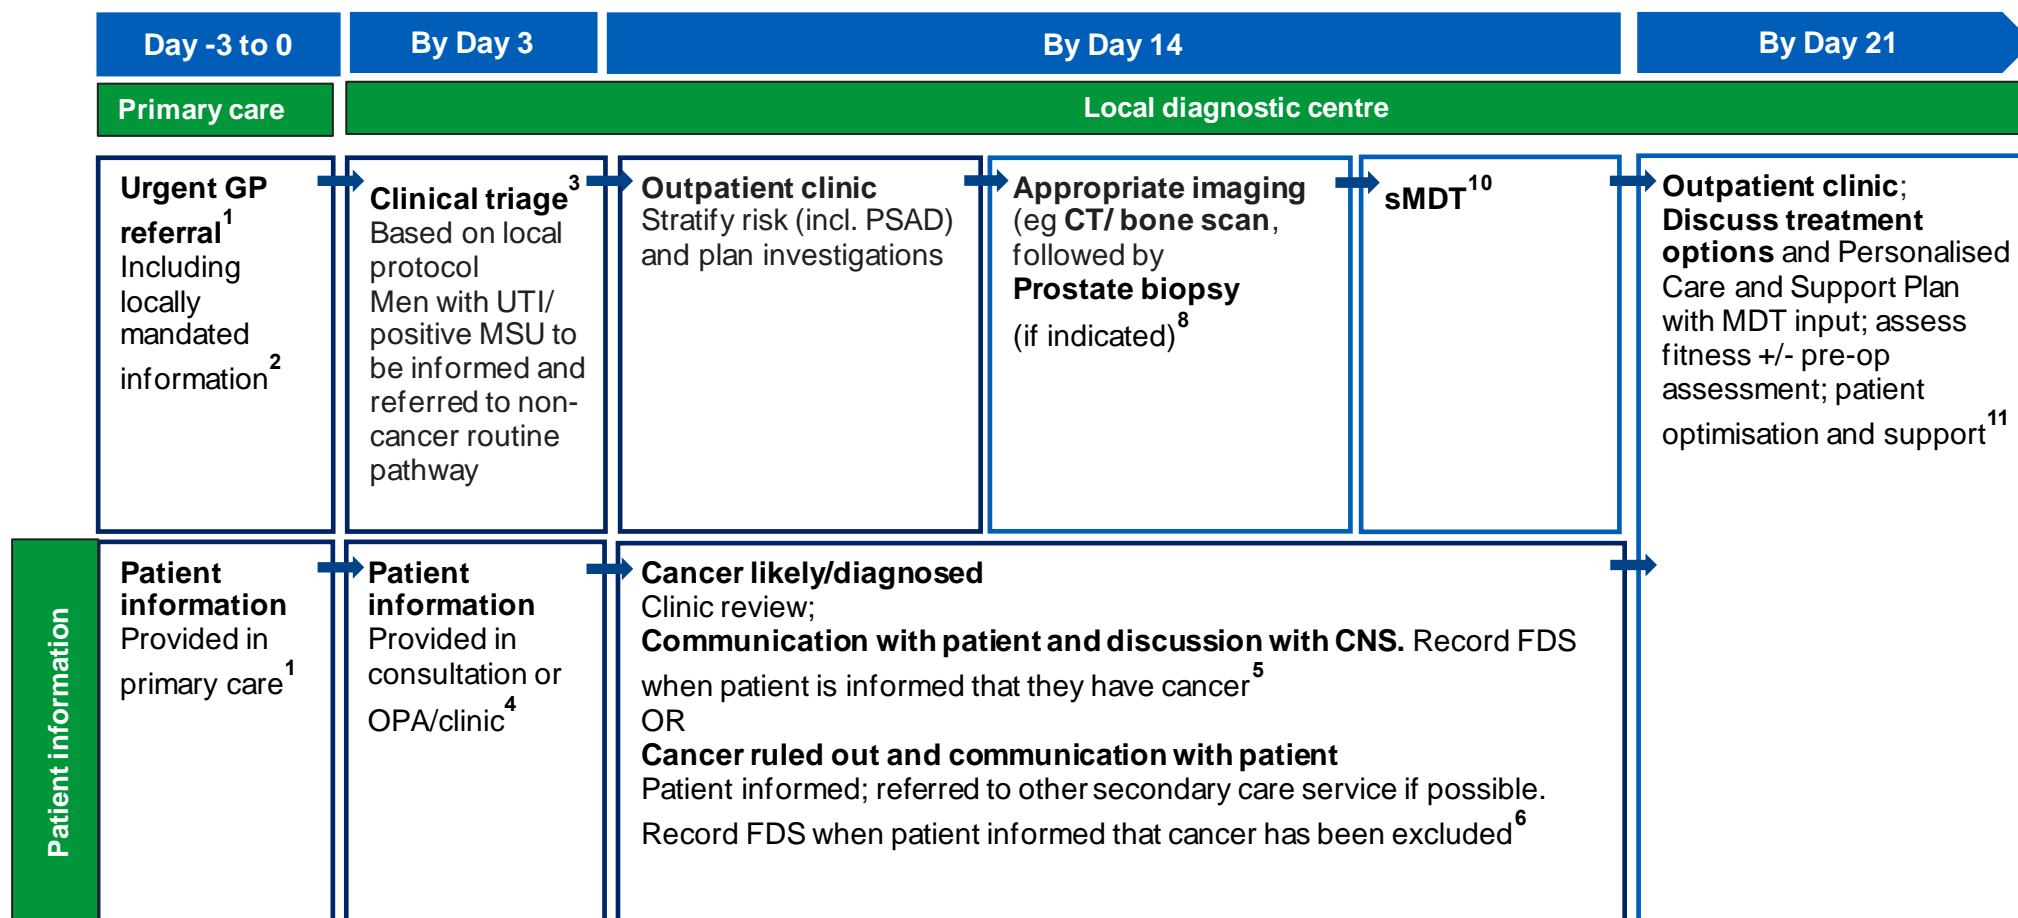 Day -3 to 0
By Day 3
By Day 14
By Day 21
Primary care
Local diagnostic centre
Urgent GP
referral1
Including
locally
mandated
information2
Clinical triage3
Based on local
protocol
Men with UTI/
positive MSU to
be informed and
referred to non-
cancer routine
pathway
Outpatient clinic
Stratify risk (incl. PSAD)
and plan investigations
Appropriate imaging
(eg CT/ bone scan,
followed by
Prostate biopsy
(if indicated)8
sMDT10
Outpatient clinic;
Discuss treatment
options and Personalised
Care and Support Plan
with MDT input; assess
fitness +/- pre-op
assessment; patient
optimisation and support11
Patient information
Patient
information
Provided in
primary care1
Patient
information
Provided in
consultation or
OPA/clinic4
Cancer likely/diagnosed
Clinic review;
Communication with patient and discussion with CNS. Record FDS
when patient is informed that they have cancer5
OR
Cancer ruled out and communication with patient
Patient informed; referred to other secondary care service if possible.
Record FDS when patient informed that cancer has been excluded6